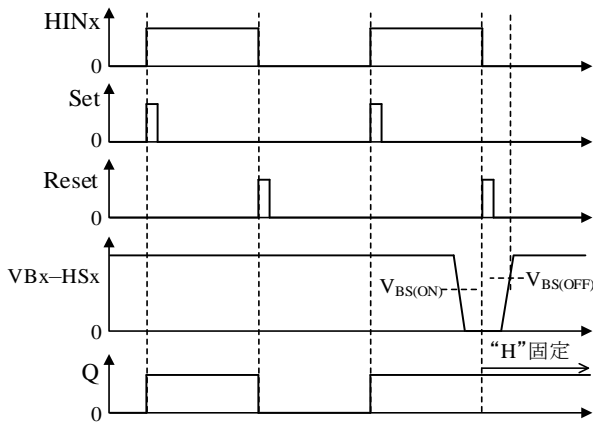 HINx
0
Set
0
Reset
0
VBx–HSx
VBS(ON)
VBS(OFF)
0
“H”固定
Q
0